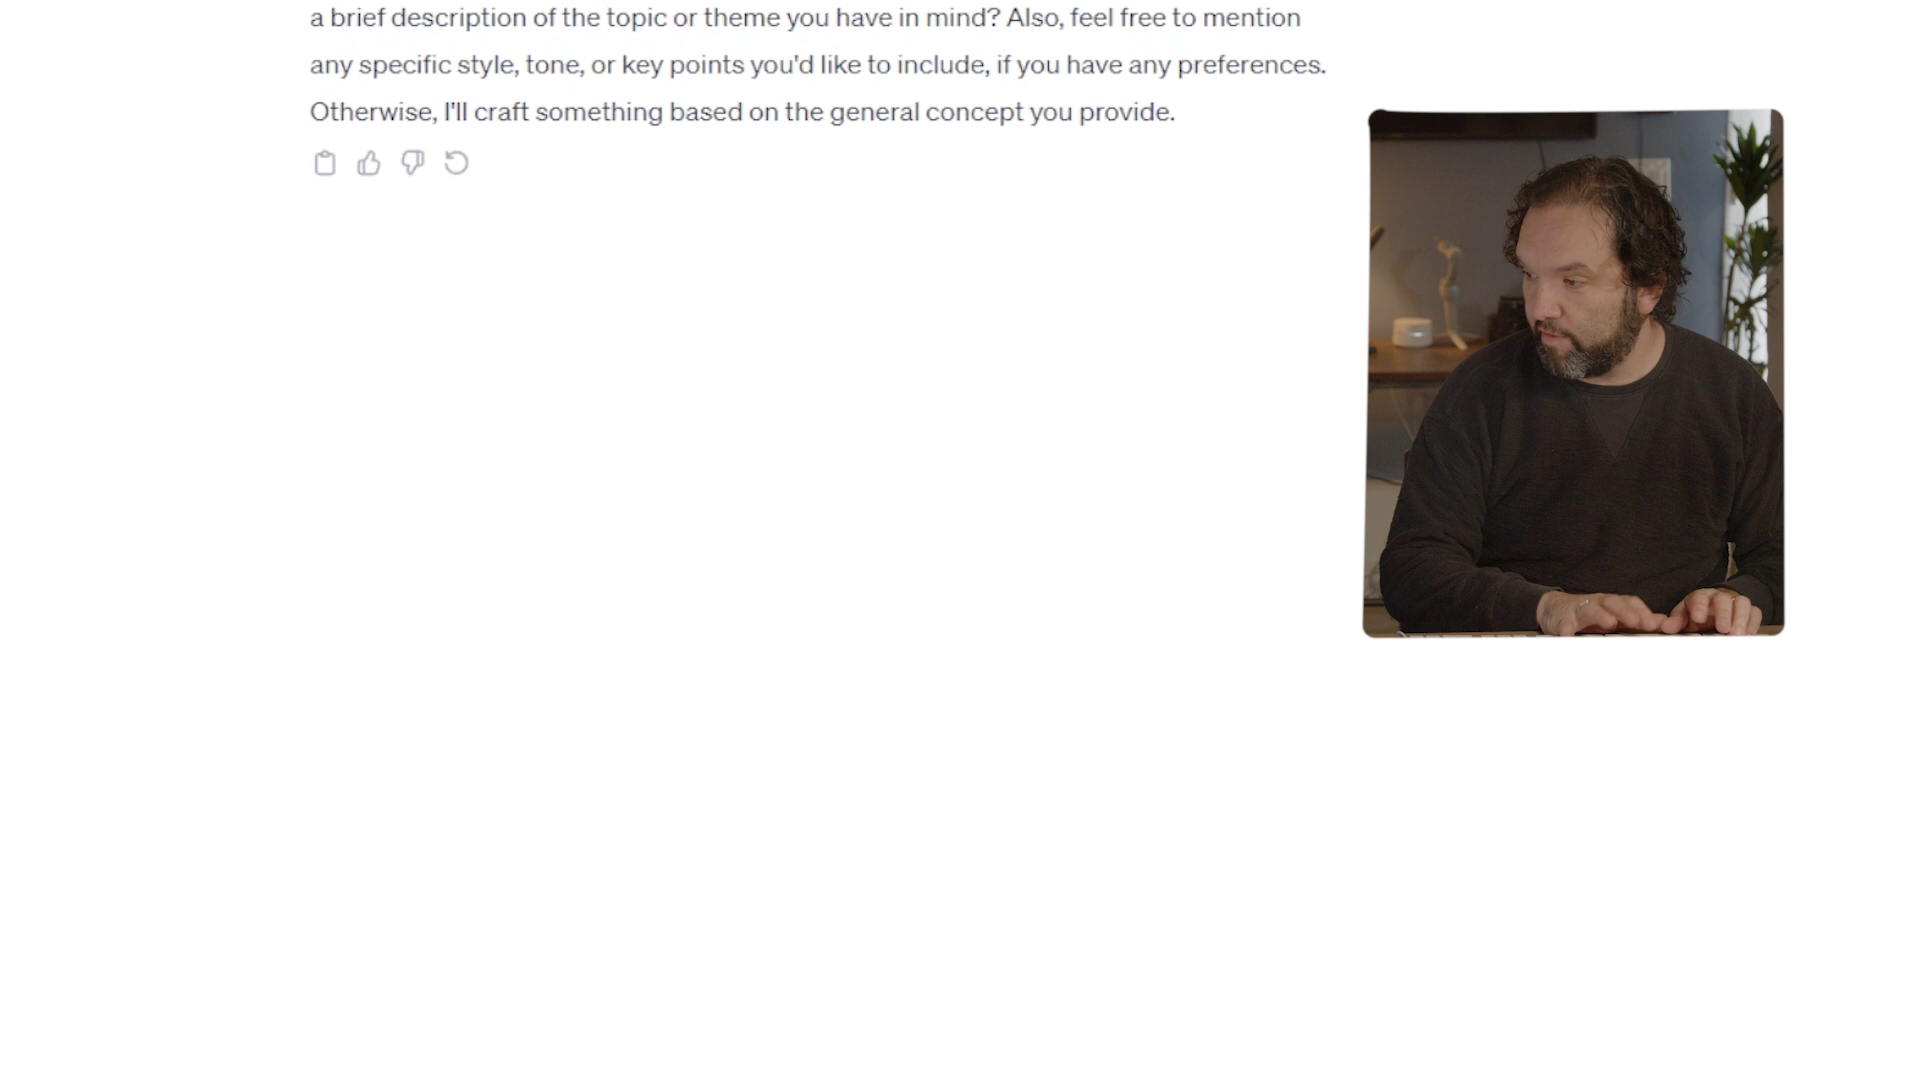 a brief description of the topic or theme you have in mind? Also, feel free to mention
any specific style, tone, or key points you'd like to include, if you have any preferences.
Otherwise, I'll craft something based on the general concept you provide.